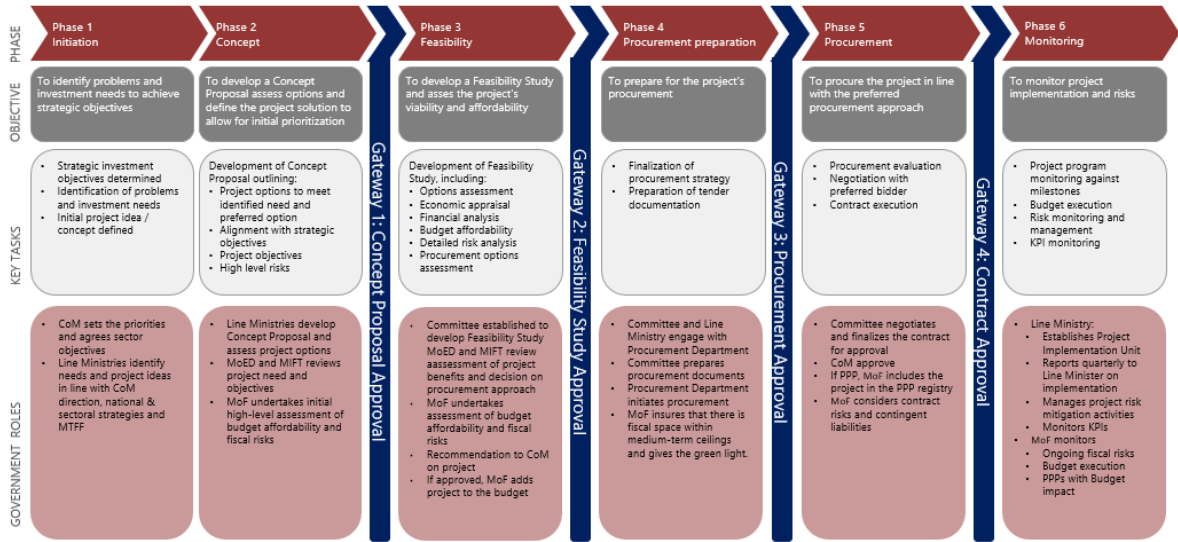 PHASE
Phase 1
Initiation
Phase 2
Concept
Phase 3
Feasibility
Phase 4
Procurement preparation
Phase 5
Procurement
Phase 6
Monitoring
OBJECTIVE
To identify problems and
investment needs to achieve
strategic objectives
To develop a Concept
Proposal assess options and
define the project solution to
allow for initial prioritization
To develop a Feasibility Study
and asses the project's
viability and affordability
To prepare for the project's
procurement
To procure the project in line
with the preferred
procurement approach
To monitor project
implementation and risks
KEY TASKS
• Strategic investment
objectives determined
• Identification of problems
and investment needs
• Initial project idea /
concept defined
Development of Concept
Proposal outlining:
• Project options to meet
identified need and
preferred option
• Alignment with strategic
objectives
• Project objectives
• High level risks
Development of Feasibility
Study, including:
• Options assessment
• Economic appraisal
• Financial analysis
• Budget affordability
• Detailed risk analysis
• Procurement options
assessment
• Finalization of
procurement strategy
• Preparation of tender
documentation
• Procurement evaluation
• Negotiation with
preferred bidder
• Contract execution
• Project program
monitoring against
milestones
• Budget execution
• Risk monitoring and
management
• KPI monitoring
GOVERNMENT ROLES
• CoM sets the priorities
and agrees sector
objectives
• Line Ministries identify
needs and project ideas
in line with CoM
direction, national &
sectoral strategies and
MTFF
• Line Ministries develop
Concept Proposal and
assess project options
• MoED and MIFT reviews
project need and
objectives
• MoF undertakes initial
high-level assessment of
budget affordability and
fiscal risks
• Committee established to
develop Feasibility Study
• MoED and MIFT review
assessment of project
benefits and decision on
procurement approach
• MoF undertakes
assessment of budget
affordability and fiscal
risks
• Recommendation to CoM
on project
• If approved, MoF adds
project to the budget
• Committee and Line
Ministry engage with
Procurement Department
• Committee prepares
procurement documents
• Procurement Department
initiates procurement
• MoF insures that there is
fiscal space within
medium-term ceilings
and gives the green light.
• Committee negotiates
and finalizes the contract
for approval
• CoM approve
• If PPP, MoF includes the
project in the PPP registry
• MoF considers contract
risks and contingent
liabilities
• Line Ministry:
• Establishes Project
Implementation Unit
• Reports quarterly to
Line Minister on
implementation
• Manages project risk
mitigation activities
• Monitors KPIs
• MoF monitors
• Ongoing fiscal risks
• Budget execution
• PPPs with Budget
impact
Gateway 1: Concept Proposal Approval
Gateway 2: Feasibility Study Approval
Gateway 3: Procurement Approval
Gateway 4: Contract Approval